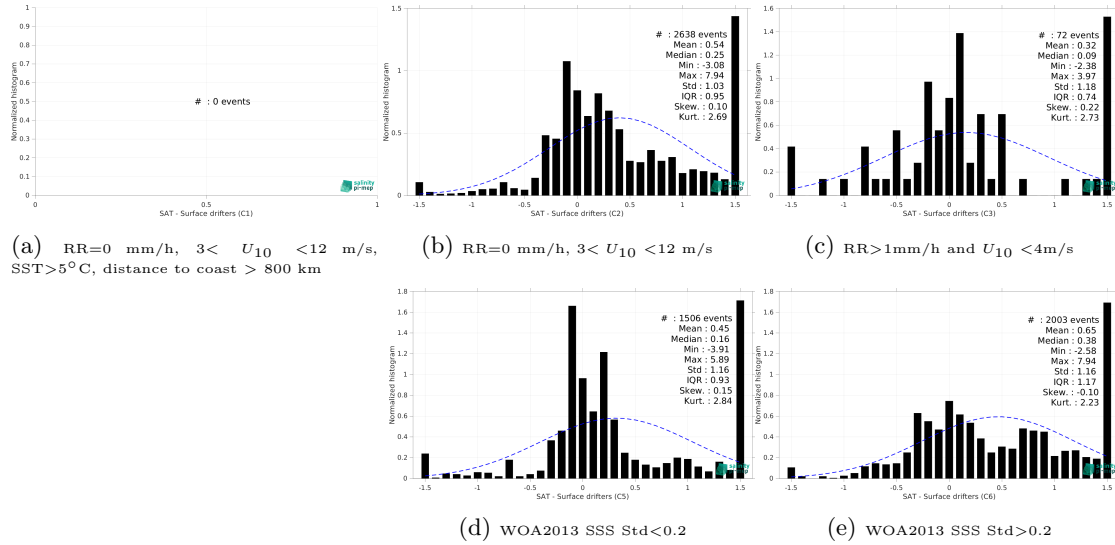 1
0.9
0.8
0.7
0.6
0.5
0.4
0.3
0.2
0.1
0
Normalized histogram
# : 0 events
0 0.5 1
SAT - Surface drifters (C1)
salinity
pi-mep
(a) RR=0 mm/h, 3< U10 <12 m/s,
SST>5°C, distance to coast > 800 km
1.5
1
0.5
0
Normalized histogram
# : 2638 events
Mean : 0.54
Median : 0.25
Min : -3.08
Max : 7.94
Std : 1.03
IQR : 0.95
Skew. : 0.10
Kurt. : 2.69
-1.5 -1 -0.5 0 0.5 1 1.5
SAT - Surface drifters (C2)
salinity
pi-mep
(b) RR=0 mm/h, 3< U10 <12 m/s
1.6
1.4
1.2
1
0.8
0.6
0.4
0.2
0
Normalized histogram
# : 72 events
Mean : 0.32
Median : 0.09
Min : -2.38
Max : 3.97
Std : 1.18
IQR : 0.74
Skew. : 0.22
Kurt. : 2.73
-1.5 -1 -0.5 0 0.5 1 1.5
SAT - Surface drifters (C3)
salinity
pi-mep
(c) RR>1mm/h and U10 <4m/s
1.8
1.6
1.4
1.2
1
0.8
0.6
0.4
0.2
0
Normalized histogram
# : 1506 events
Mean : 0.45
Median : 0.16
Min : -3.91
Max : 5.89
Std : 1.16
IQR : 0.93
Skew. : 0.15
Kurt. : 2.84
-1.5 -1 -0.5 0 0.5 1 1.5
SAT - Surface drifters (C5)
salinity
pi-mep
(d) WOA2013 SSS Std<0.2
1.8
1.6
1.4
1.2
1
0.8
0.6
0.4
0.2
0
Normalized histogram
# : 2003 events
Mean : 0.65
Median : 0.38
Min : -2.58
Max : 7.94
Std : 1.16
IQR : 1.17
Skew. : -0.10
Kurt. : 2.23
-1.5 -1 -0.5 0 0.5 1 1.5
SAT - Surface drifters (C6)
salinity
pi-mep
(e) WOA2013 SSS Std>0.2